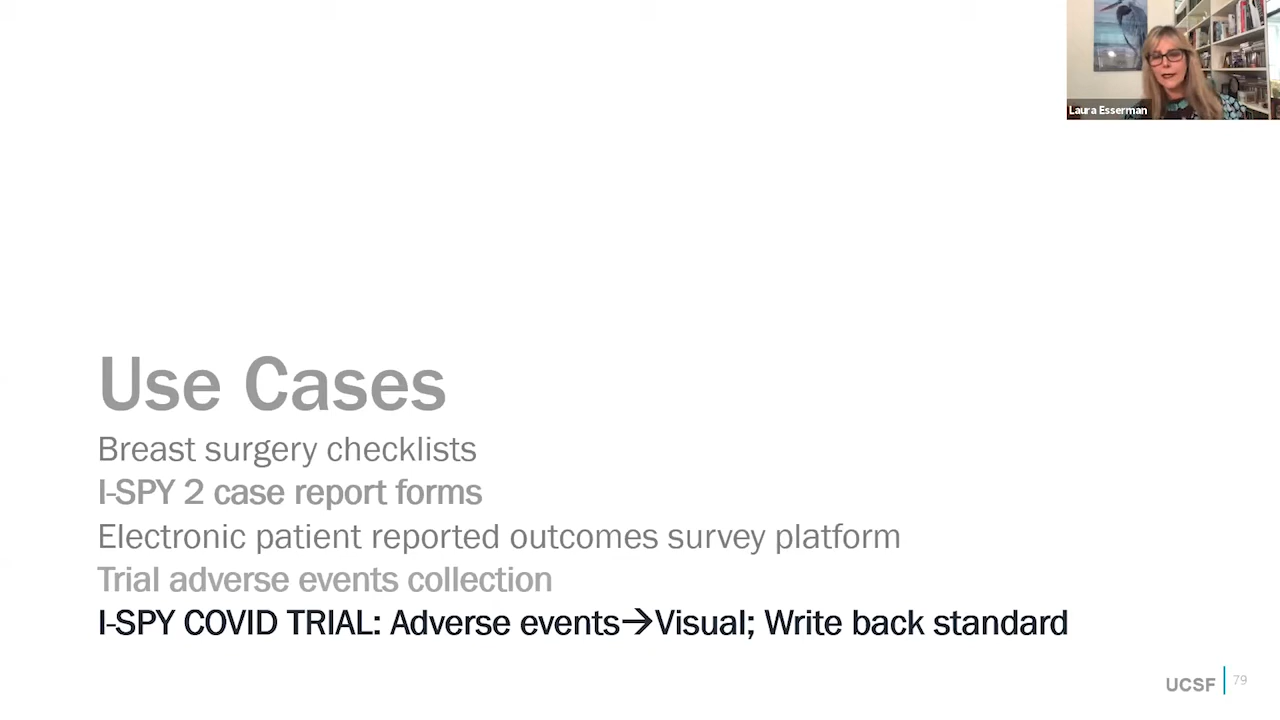 Laura Esserman
Use Cases
Breast surgery checklists
I-SPY 2 case report forms
Electronic patient reported outcomes survey platform
Trial adverse events collection
I-SPY COVID TRIAL: Adverse events→Visual; Write back standard
UCSF 79